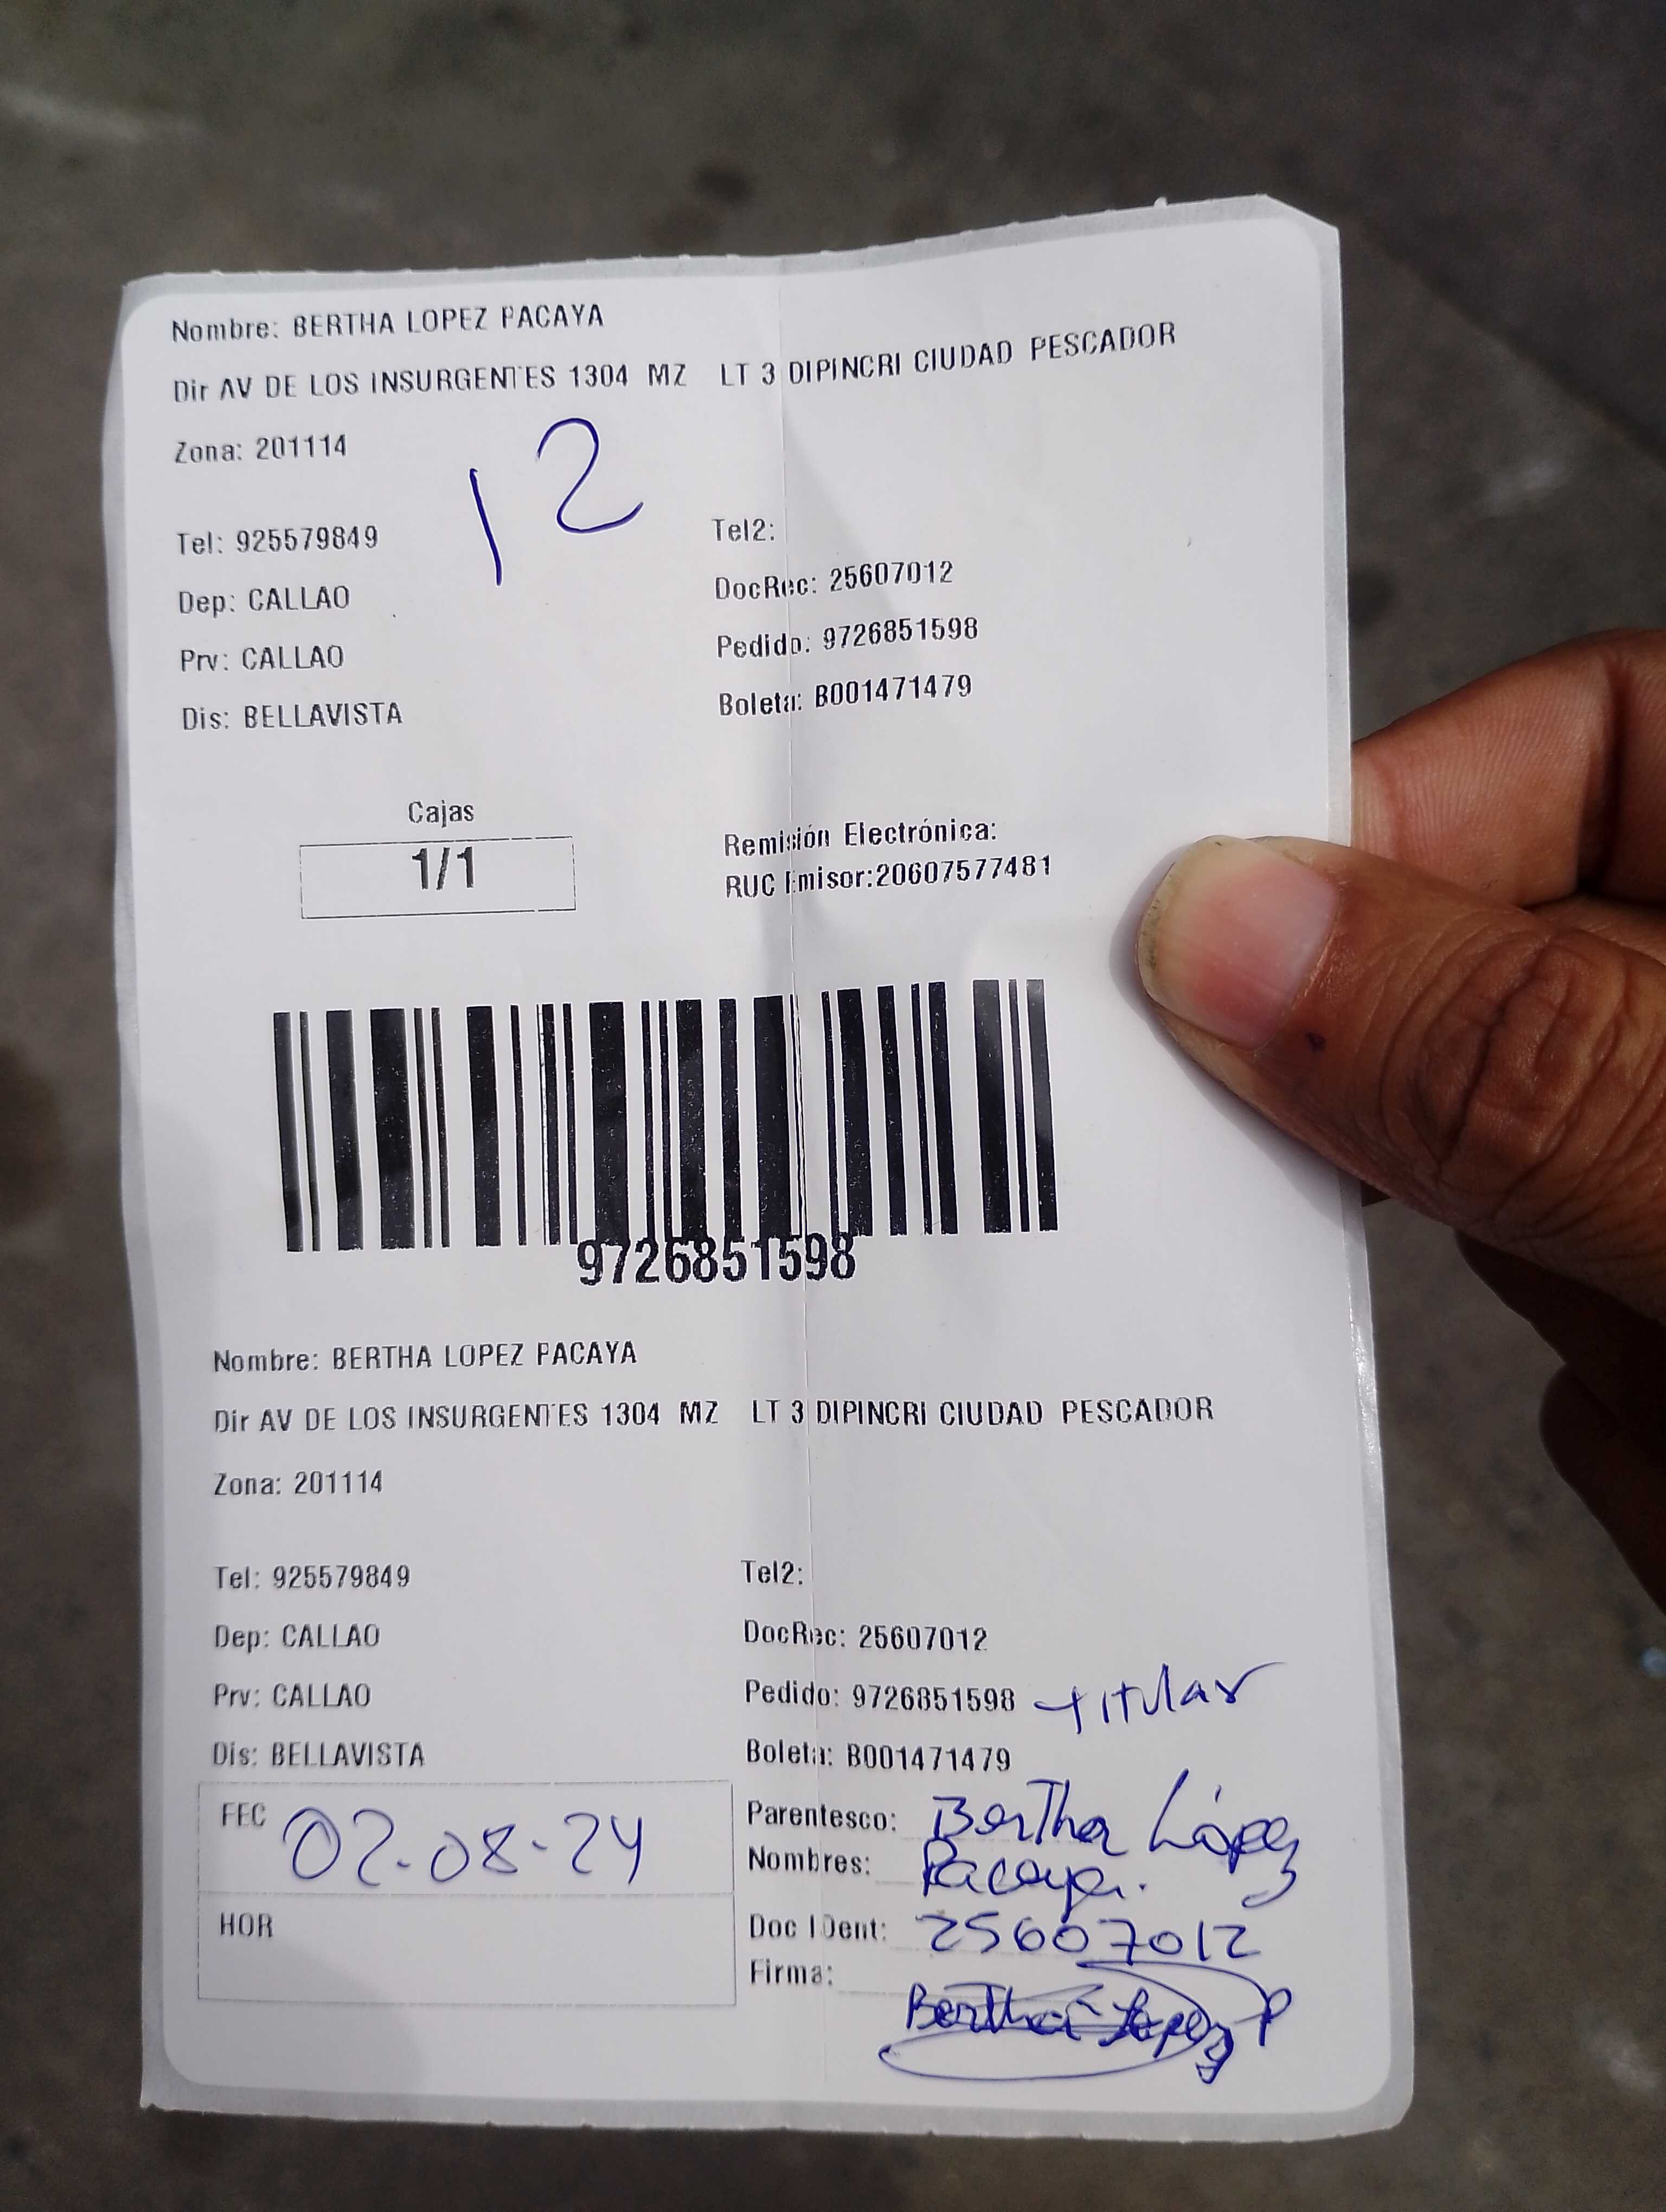 Nombre: BERTHA LOPEZ PACAYA
Dir AV DE LOS INSURGENTES 1304 MZ LT 3 DIPINCRI CIUDAD PESCADOR
Zona: 201114
12
Tel: 925579849 Tel2:
Dep: CALLAO DocRec: 25607012
Prv: CALLAO Pedido: 9726851598
Dis: BELLAVISTA Boleta: B001471479
Cajas
1/1
Remisión Electrónica:
RUC Emisor:20607577481
9726851598
Nombre: BERTHA LOPEZ PACAYA
Dir AV DE LOS INSURGENTES 1304 MZ LT 3 DIPINCRI CIUDAD PESCADOR
Zona: 201114
Tel: 925579849 Tel2:
Dep: CALLAO DocRec: 25607012
Prv: CALLAO Pedido: 9726851598 titular
Dis: BELLAVISTA Boleta: B001471479
FEC 02-08-24
HOR
Parentesco: Bertha López
Nombres: Pacaya.
Doc IDent: 25607012
Firma:
Bertha Lopez P